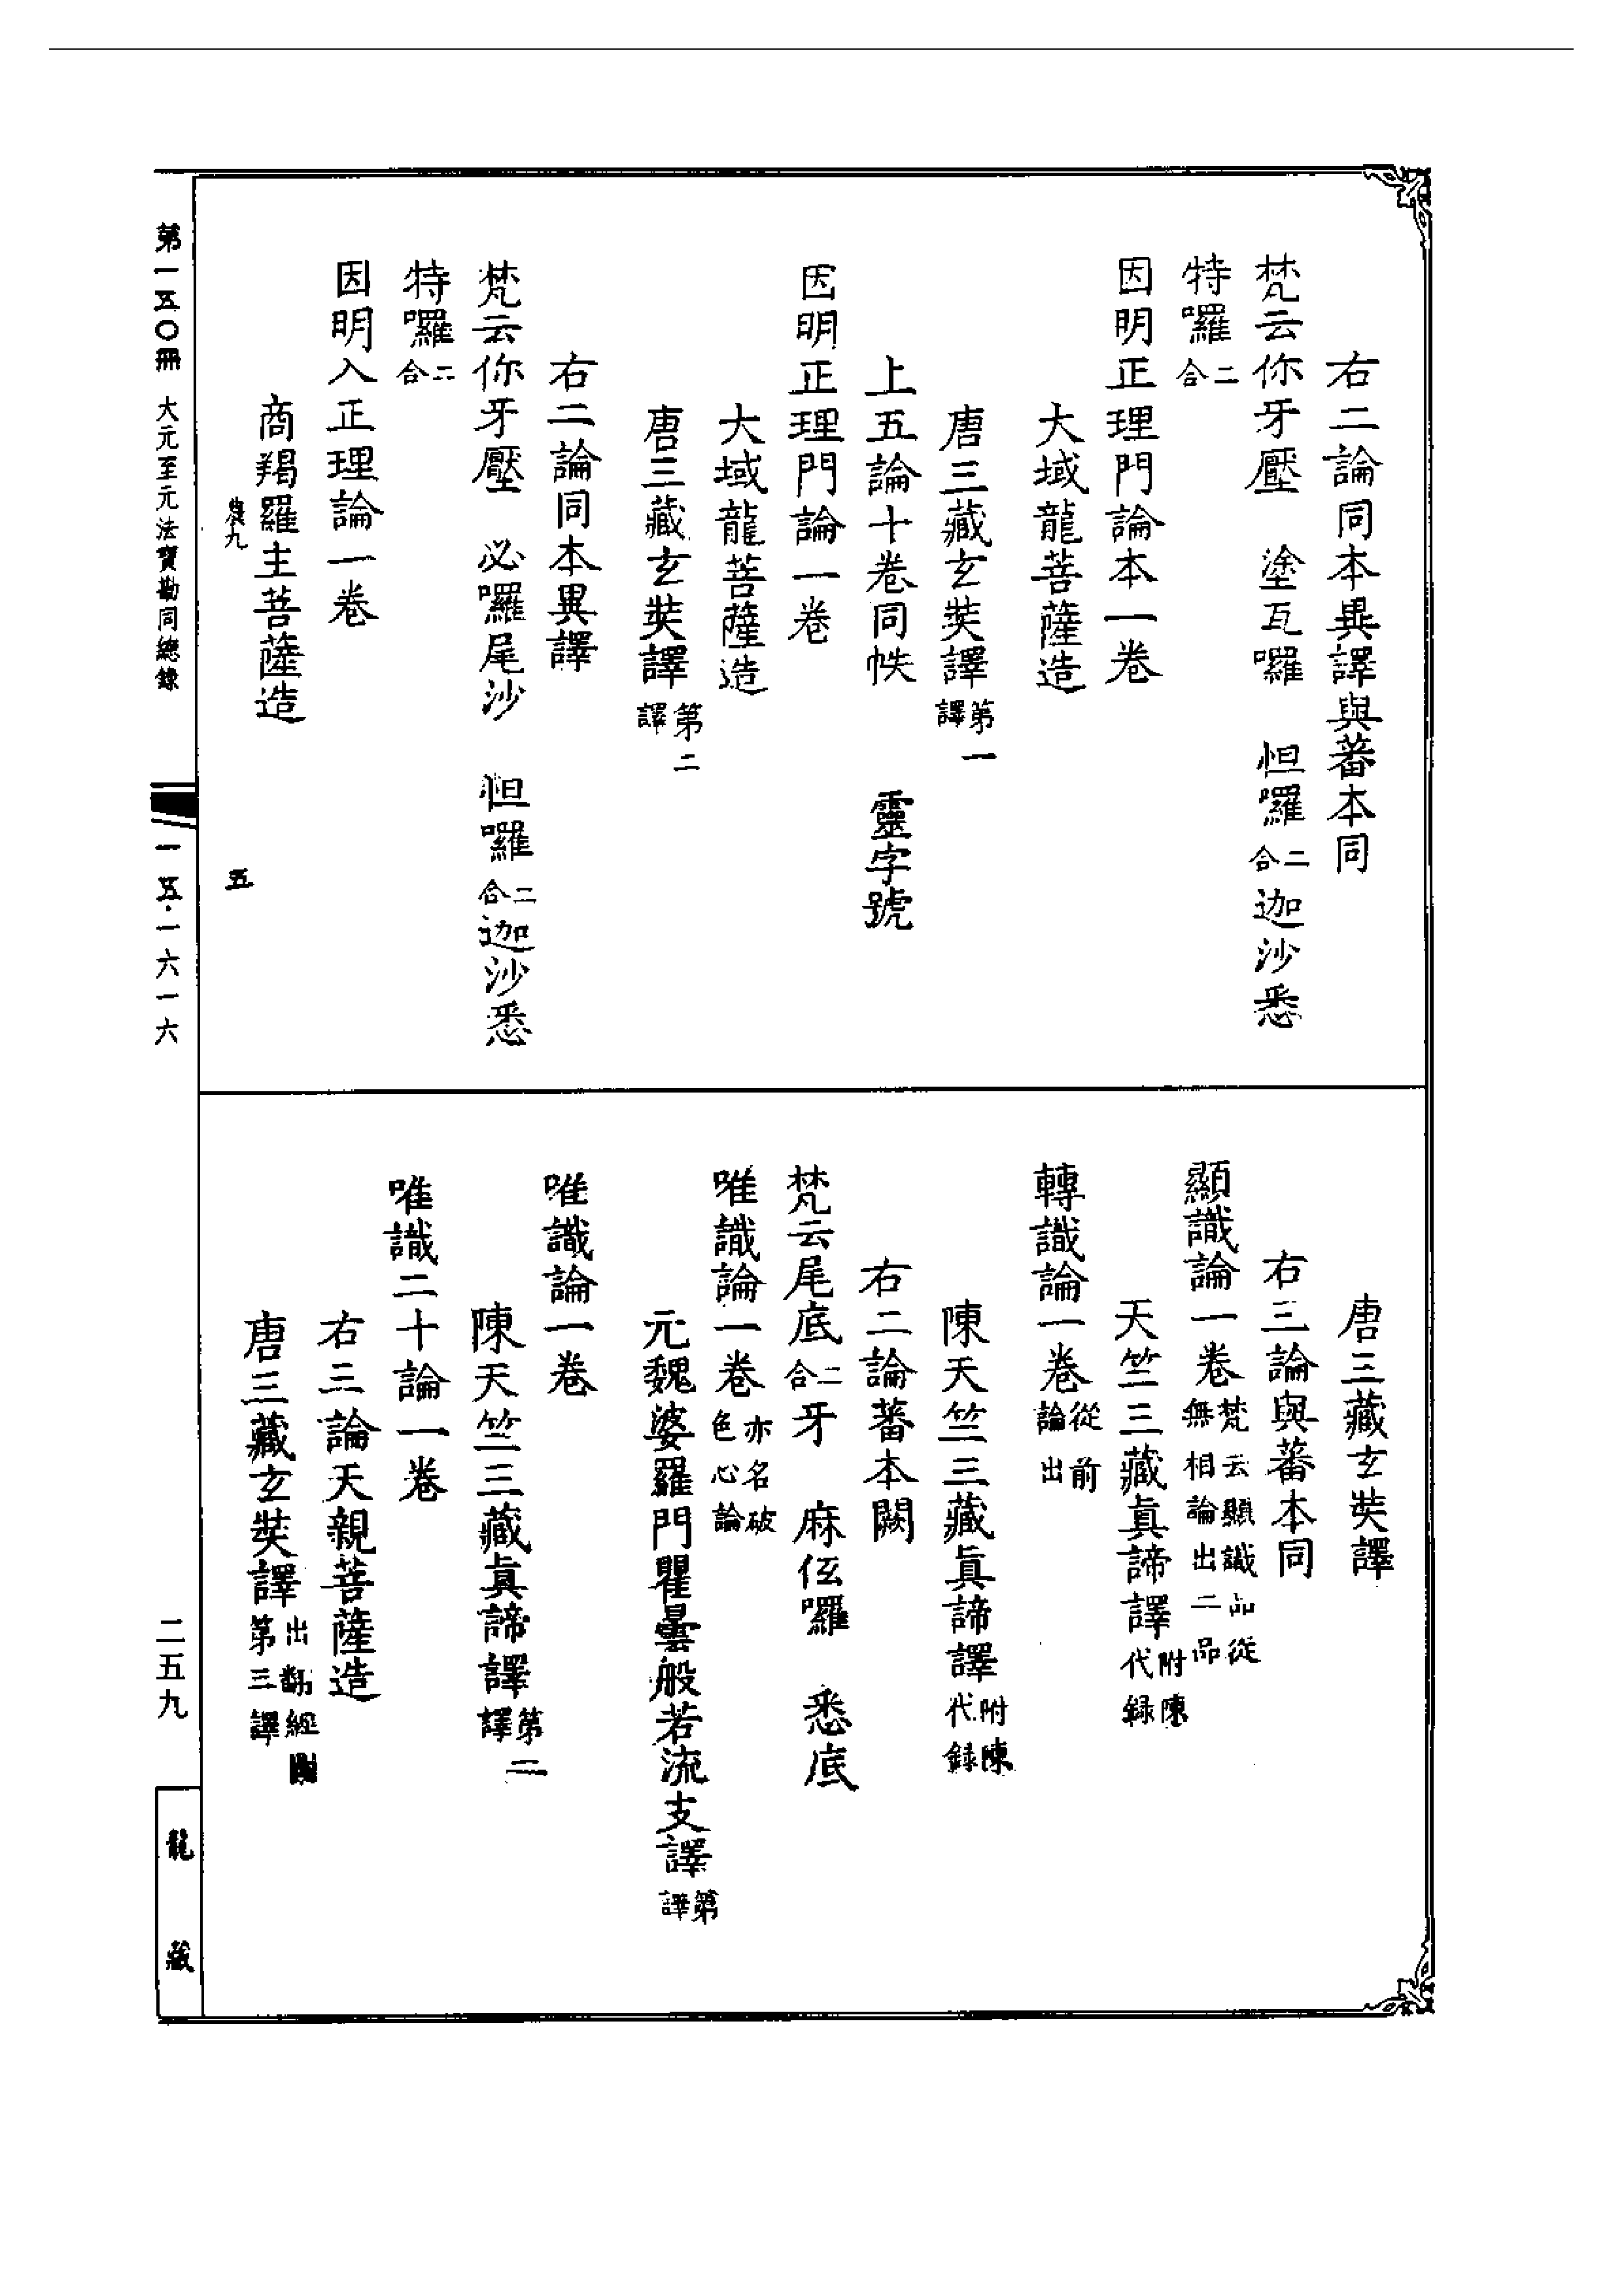 右二論同本異譯與蕃本同
梵云你牙壓 塗瓦囉 怛囉二合迦沙悉
特囉二合
因明正理門論本一卷
大域龍菩薩造
唐三藏玄奘譯第一譯
上五論十卷同帙 靈字號
因明正理門論一卷
大域龍菩薩造
唐三藏玄奘譯第二譯
右二論同本異譯
梵云你牙壓 必囉尾沙 怛囉二合迦沙悉
特囉二合
因明入正理論一卷
商羯羅主菩薩造
農九 五
唐三藏玄奘譯
右三論與蕃本同
顯識論一卷梵云顯識品從無相論出二品
天竺三藏真諦譯附陳代錄
轉識論一卷從前論出
陳天竺三藏真諦譯附陳代錄
右二論蕃本闕
梵云尾底二合牙 麻伭囉 悉底
唯識論一卷亦名破色心論
元魏婆羅門瞿曇般若流支譯第譯
唯識論一卷
陳天竺三藏真諦譯第二譯
唯識二十論一卷
右三論天親菩薩造
唐三藏玄奘譯出翻經圖第三譯
第一五〇冊 大元至元法寶勘同總錄
一五·一六一六
二五九
龍藏